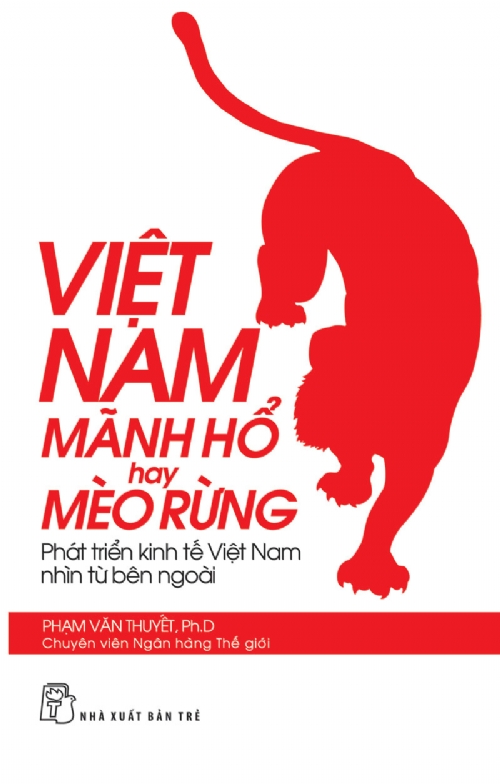 VIỆT
NAM
MÃNH HỔ
hay
MÈO RỪNG
Phát triển kinh tế Việt Nam
nhìn từ bên ngoài
PHẠM VĂN THUYẾT, Ph.D
Chuyên viên Ngân hàng Thế giới
NHÀ XUẤT BẢN TRẺ